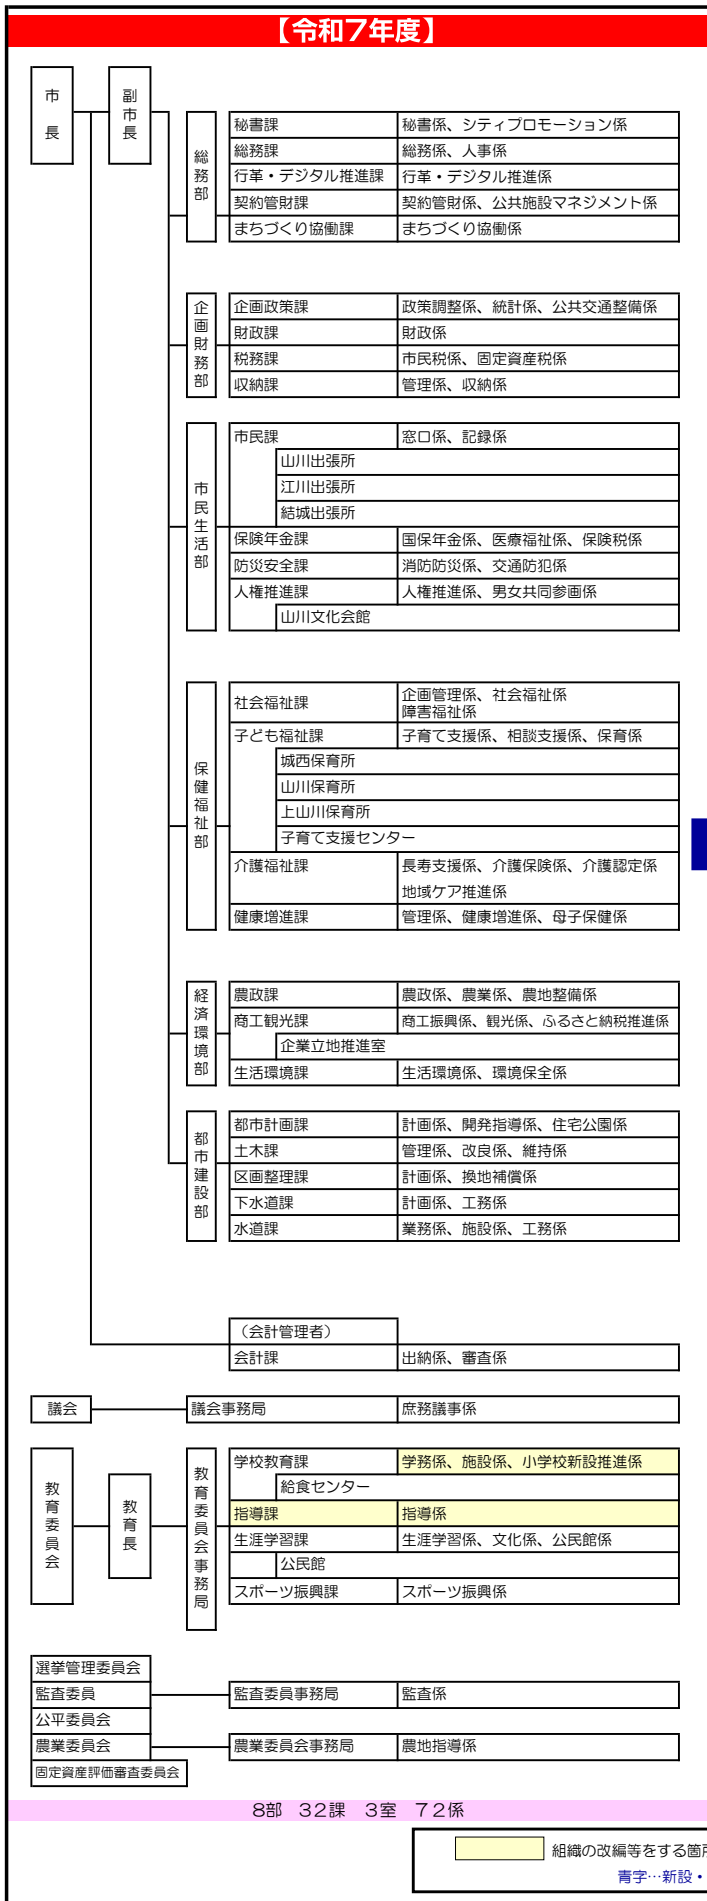 【令和7年度】
市長
副市長
総務部
秘書課 秘書係、シティプロモーション係
総務課 総務係、人事係
行革・デジタル推進課 行革・デジタル推進係
契約管財課 契約管財係、公共施設マネジメント係
まちづくり協働課 まちづくり協働係
企画財務部
企画政策課 政策調整係、統計係、公共交通整備係
財政課 財政係
税務課 市民税係、固定資産税係
収納課 管理係、収納係
市民生活部
市民課 窓口係、記録係
山川出張所
江川出張所
結城出張所
保険年金課 国保年金係、医療福祉係、保険税係
防災安全課 消防防災係、交通防犯係
人権推進課 人権推進係、男女共同参画係
山川文化会館
保健福祉部
社会福祉課 企画管理係、社会福祉係
障害福祉係
子ども福祉課 子育て支援係、相談支援係、保育係
城西保育所
山川保育所
上山川保育所
子育て支援センター
介護福祉課 長寿支援係、介護保険係、介護認定係
地域ケア推進係
健康増進課 管理係、健康増進係、母子保健係
経済環境部
農政課 農政係、農業係、農地整備係
商工観光課 商工振興係、観光係、ふるさと納税推進係
企業立地推進室
生活環境課 生活環境係、環境保全係
都市建設部
都市計画課 計画係、開発指導係、住宅公園係
土木課 管理係、改良係、維持係
区画整理課 計画係、換地補償係
下水道課 計画係、工務係
水道課 業務係、施設係、工務係
（会計管理者）
会計課 出納係、審査係
議会 議会事務局 庶務議事係
教育委員会
教育長
教育委員会事務局
学校教育課 学務係、施設係、小学校新設推進係
給食センター
指導課 指導係
生涯学習課 生涯学習係、文化係、公民館係
公民館
スポーツ振興課 スポーツ振興係
選挙管理委員会
監査委員 監査委員事務局 監査係
公平委員会
農業委員会 農業委員会事務局 農地指導係
固定資産評価審査委員会
8部 32課 3室 72係
組織の改編等をする箇所
青字…新設・